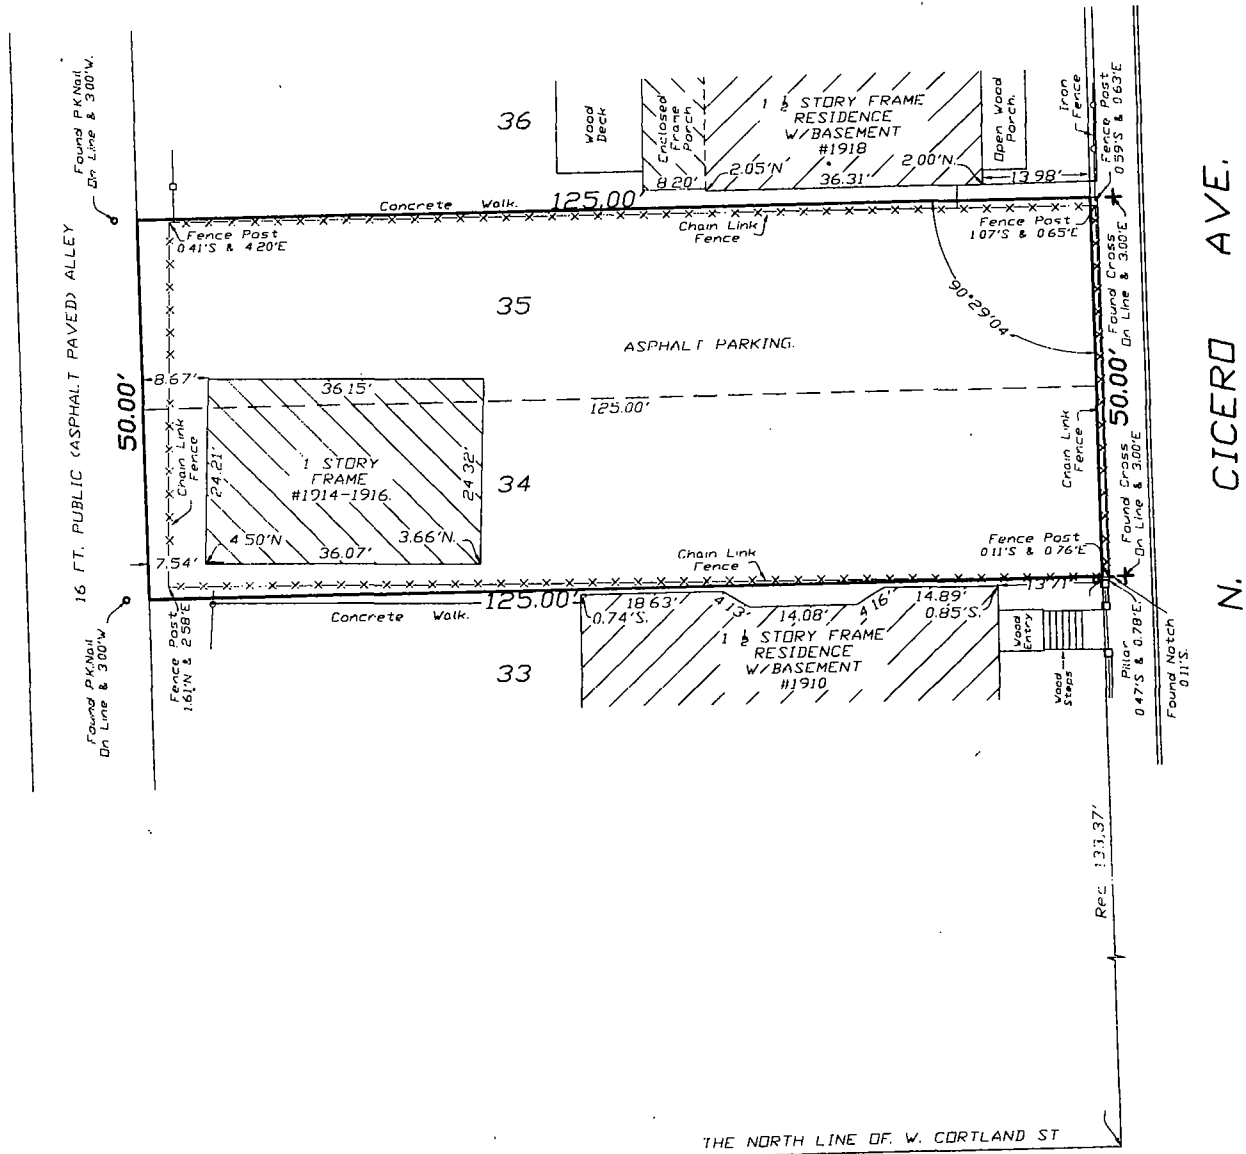 Found P.K.Nail
On Line & 3.00'W.
16 FT. PUBLIC (ASPHALT PAVED) ALLEY
36
Wood
Deck
Enclosed
Frame
Porch
8.20'
1 ½ STORY FRAME
RESIDENCE
W/BASEMENT
#1918
2.05'N
2.00'N.
36.31'
Open Wood
Porch.
13.98'
Iron
Fence
Fence Post
0.59'S & 0.63'E
Concrete Walk.
125.00'
Chain Link
Fence
Fence Post
0.41'S & 4.20'E
Fence Post
1.07'S & 0.65'E
Found Cross
On Line & 3.00'E
35
90°29'04
ASPHALT PARKING.
50.00'
8.67'
36.15'
125.00'
50.00'
Chain Link
Fence
24.21'
1 STORY
FRAME
#1914-1916.
24.32'
34
4.50'N
3.66'N.
36.07'
7.54'
Chain Link
Fence
Chain Link
Fence
Fence Post
0.11'S & 0.76'E
Found Cross
On Line & 3.00'E
N. CICERO AVE.
Found P.K.Nail
On Line & 3.00'W
Fence Post
1.61'N & 2.58'E
Concrete Walk.
125.00'
0.74'S.
18.63'
4.13'
14.08'
4.16'
14.89'
0.85'S.
13.71'
33
1 ½ STORY FRAME
RESIDENCE
W/BASEMENT
#1910
Wood
Entry
Wood
Steps
Pillar
0.47'S & 0.78'E.
Found Notch
0.11'S.
Rec. 133.37'
THE NORTH LINE OF. W. CORTLAND ST